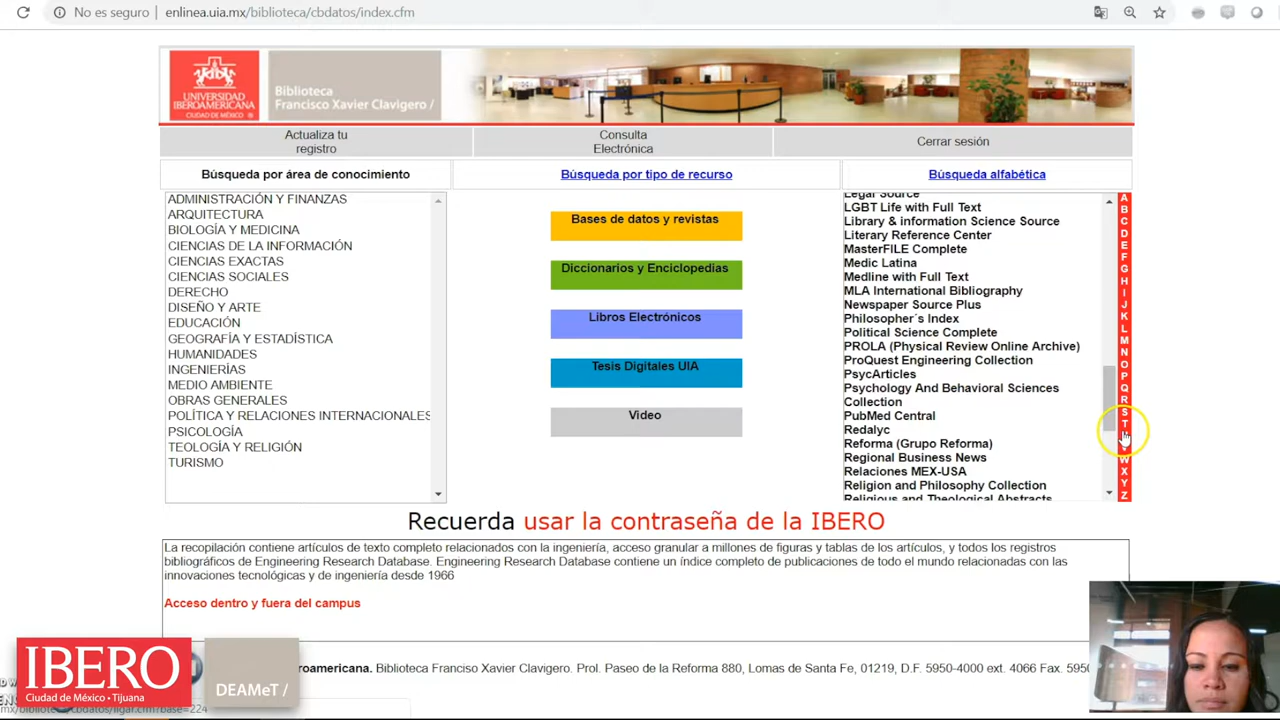 No es seguro
enlinea.uia.mx/biblioteca/cbdatos/index.cfm
UNIVERSIDAD
IBEROAMERICANA
CIUDAD DE MÉXICO ®
Biblioteca
Francisco Xavier Clavigero /
Actualiza tu
registro
Consulta
Electrónica
Cerrar sesión
Búsqueda por área de conocimiento
Búsqueda por tipo de recurso
Búsqueda alfabética
ADMINISTRACIÓN Y FINANZAS
ARQUITECTURA
BIOLOGÍA Y MEDICINA
CIENCIAS DE LA INFORMACIÓN
CIENCIAS EXACTAS
CIENCIAS SOCIALES
DERECHO
DISEÑO Y ARTE
EDUCACIÓN
GEOGRAFÍA Y ESTADÍSTICA
HUMANIDADES
INGENIERÍAS
MEDIO AMBIENTE
OBRAS GENERALES
POLÍTICA Y RELACIONES INTERNACIONALES
PSICOLOGÍA
TEOLOGÍA Y RELIGIÓN
TURISMO
Bases de datos y revistas
Diccionarios y Enciclopedias
Libros Electrónicos
Tesis Digitales UIA
Video
Legal Source
LGBT Life with Full Text
Library & information Science Source
Literary Reference Center
MasterFILE Complete
Medic Latina
Medline with Full Text
MLA International Bibliography
Newspaper Source Plus
Philosopher´s Index
Political Science Complete
PROLA (Physical Review Online Archive)
ProQuest Engineering Collection
PsycArticles
Psychology And Behavioral Sciences
Collection
PubMed Central
Redalyc
Reforma (Grupo Reforma)
Regional Business News
Relaciones MEX-USA
Religion and Philosophy Collection
Religious and Theological Abstracts
A
B
C
D
E
F
G
H
I
J
K
L
M
N
O
P
Q
R
S
T
W
X
Y
Z
Recuerda usar la contraseña de la IBERO
La recopilación contiene artículos de texto completo relacionados con la ingeniería, acceso granular a millones de figuras y tablas de los artículos, y todos los registros
bibliográficos de Engineering Research Database. Engineering Research Database contiene un índice completo de publicaciones de todo el mundo relacionadas con las
innovaciones tecnológicas y de ingeniería desde 1966
Acceso dentro y fuera del campus
eroamericana. Biblioteca Franciso Xavier Clavigero. Prol. Paseo de la Reforma 880, Lomas de Santa Fe, 01219, D.F. 5950-4000 ext. 4066 Fax. 5950
IBERO
Ciudad de México • Tijuana
DEAMeT /